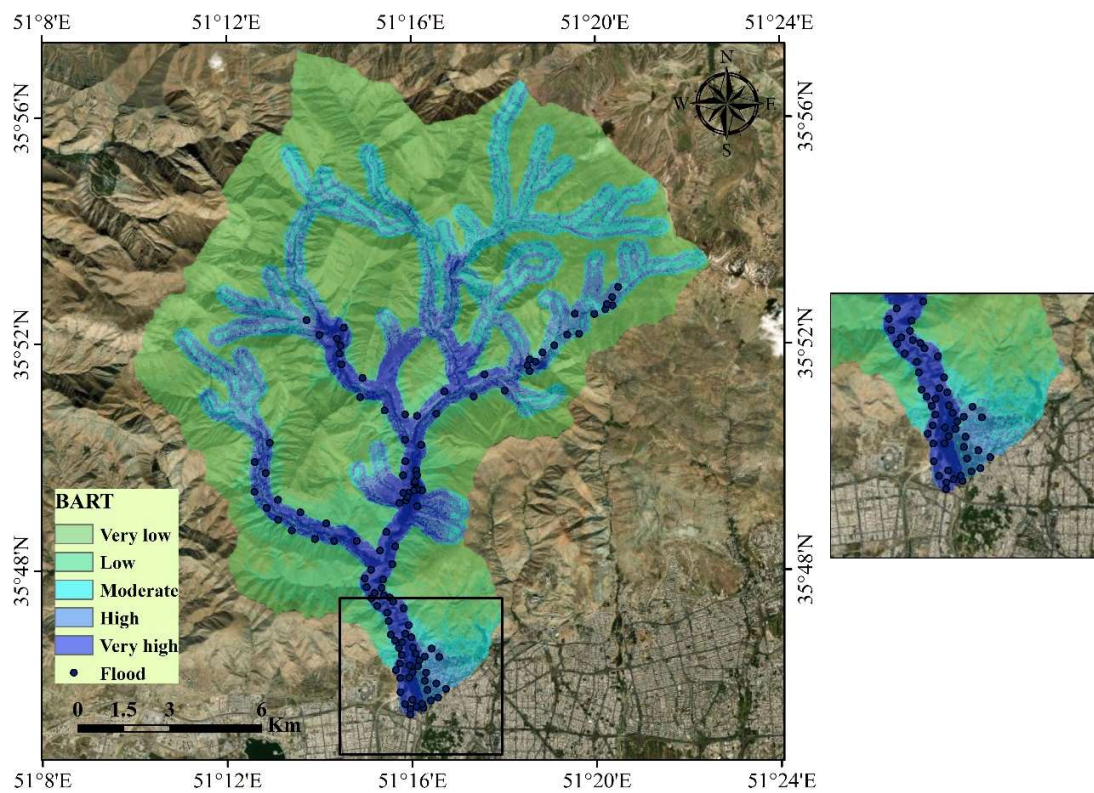 51°8'E 51°12'E 51°16'E 51°20'E 51°24'E
N
W E
S
35°56'N 35°56'N
35°52'N 35°52'N
35°48'N 35°48'N
BART
Very low
Low
Moderate
High
Very high
Flood
0 1.5 3 6
Km
51°8'E 51°12'E 51°16'E 51°20'E 51°24'E